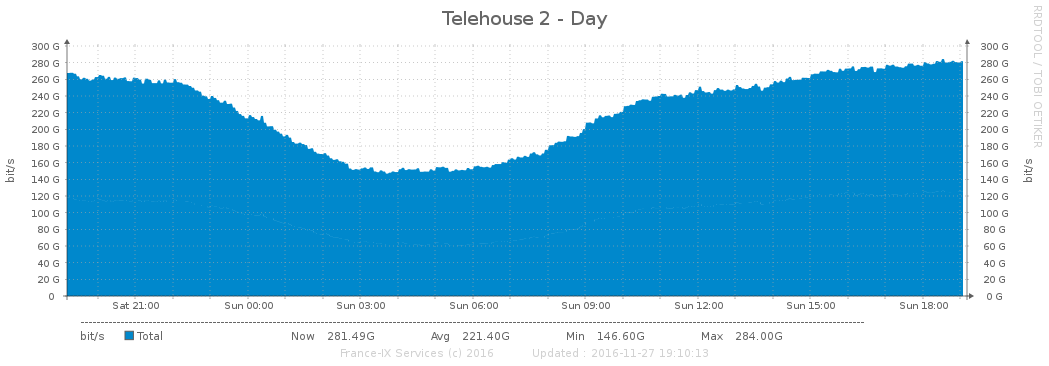 Telehouse 2 - Day
RRDTOOL / TOBI OETIKER
300 G 300 G
280 G 280 G
260 G 260 G
240 G 240 G
220 G 220 G
200 G 200 G
180 G 180 G
160 G 160 G
140 G 140 G
120 G 120 G
100 G 100 G
80 G 80 G
60 G 60 G
40 G 40 G
20 G 20 G
0 0 G
bit/s bit/s
Sat 21:00 Sun 00:00 Sun 03:00 Sun 06:00 Sun 09:00 Sun 12:00 Sun 15:00 Sun 18:00
bit/s Total Now 281.49G Avg 221.40G Min 146.60G Max 284.00G
France-IX Services (c) 2016 Updated : 2016-11-27 19:10:13